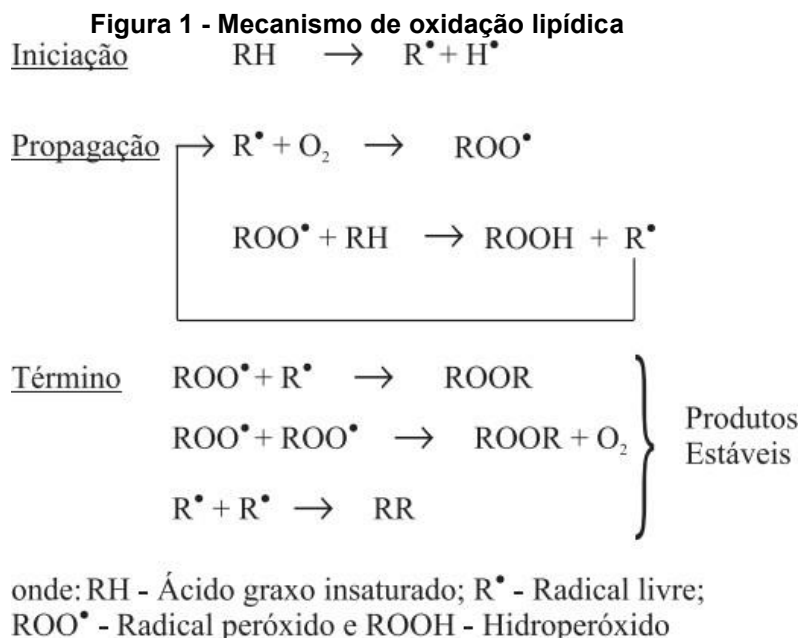 Figura 1 - Mecanismo de oxidação lipídica
Iniciação RH → R• + H•
Propagação → R• + O₂ → ROO•
ROO• + RH → ROOH + R•
Término ROO• + R• → ROOR
ROO• + ROO• → ROOR + O₂
R• + R• → RR
Produtos
Estáveis
onde: RH - Ácido graxo insaturado; R• - Radical livre;
ROO• - Radical peróxido e ROOH - Hidroperóxido